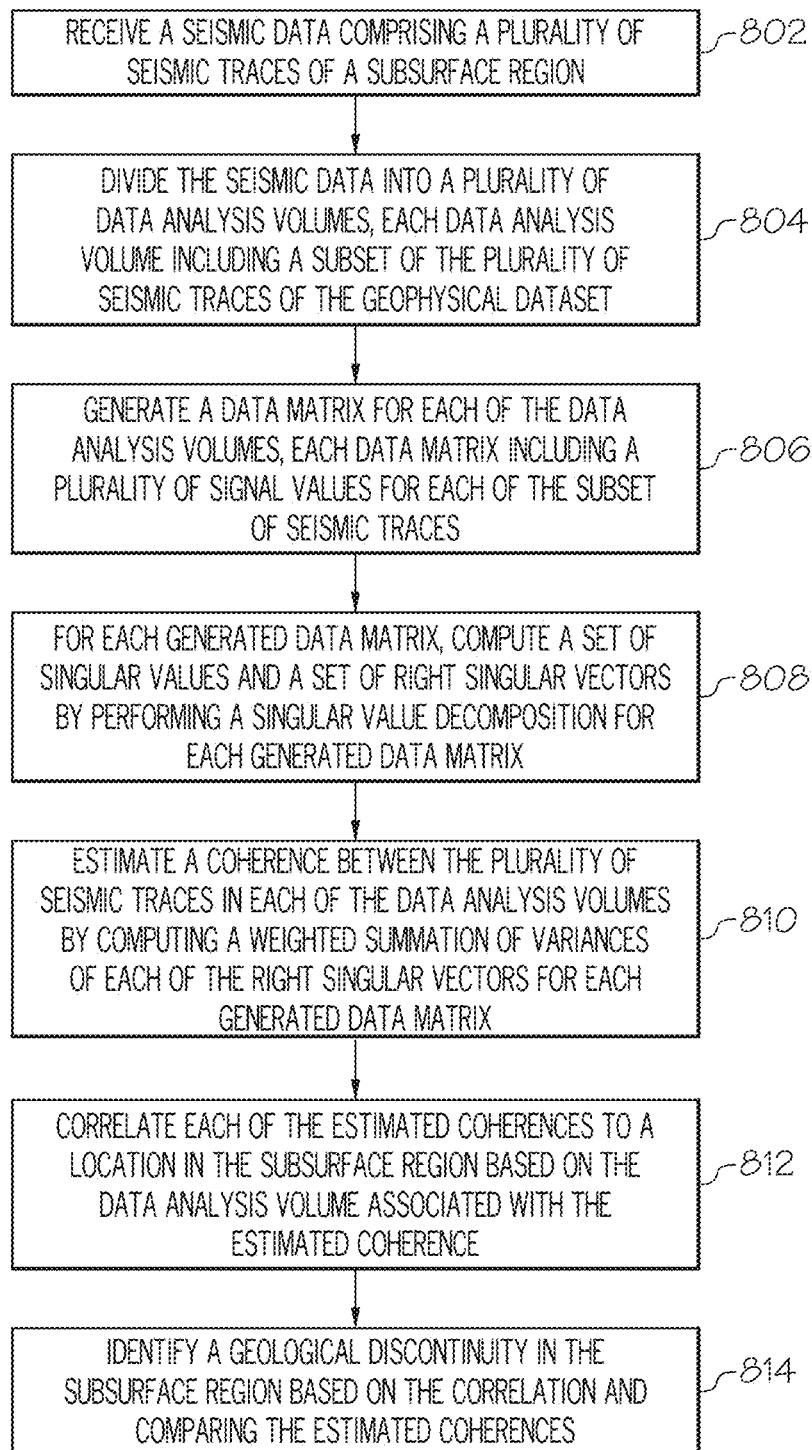 RECEIVE A SEISMIC DATA COMPRISING A PLURALITY OF
SEISMIC TRACES OF A SUBSURFACE REGION
802
DIVIDE THE SEISMIC DATA INTO A PLURALITY OF
DATA ANALYSIS VOLUMES, EACH DATA ANALYSIS
VOLUME INCLUDING A SUBSET OF THE PLURALITY OF
SEISMIC TRACES OF THE GEOPHYSICAL DATASET
804
GENERATE A DATA MATRIX FOR EACH OF THE DATA
ANALYSIS VOLUMES, EACH DATA MATRIX INCLUDING A
PLURALITY OF SIGNAL VALUES FOR EACH OF THE SUBSET
OF SEISMIC TRACES
806
FOR EACH GENERATED DATA MATRIX, COMPUTE A SET OF
SINGULAR VALUES AND A SET OF RIGHT SINGULAR VECTORS
BY PERFORMING A SINGULAR VALUE DECOMPOSITION FOR
EACH GENERATED DATA MATRIX
808
ESTIMATE A COHERENCE BETWEEN THE PLURALITY OF
SEISMIC TRACES IN EACH OF THE DATA ANALYSIS VOLUMES
BY COMPUTING A WEIGHTED SUMMATION OF VARIANCES
OF EACH OF THE RIGHT SINGULAR VECTORS FOR EACH
GENERATED DATA MATRIX
810
CORRELATE EACH OF THE ESTIMATED COHERENCES TO A
LOCATION IN THE SUBSURFACE REGION BASED ON THE
DATA ANALYSIS VOLUME ASSOCIATED WITH THE
ESTIMATED COHERENCE
812
IDENTIFY A GEOLOGICAL DISCONTINUITY IN THE
SUBSURFACE REGION BASED ON THE CORRELATION AND
COMPARING THE ESTIMATED COHERENCES
814